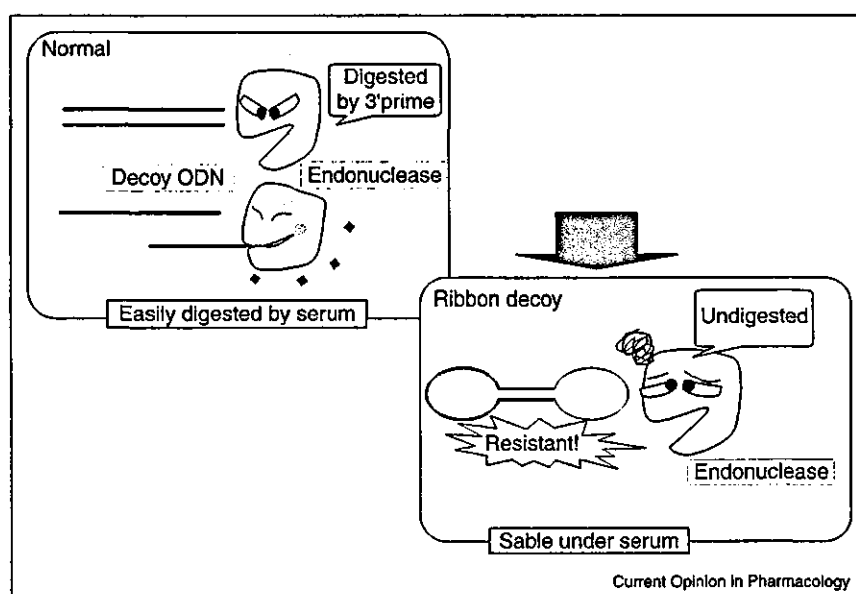 Normal
Digested
by 3'prime
Decoy ODN
Endonuclease
Easily digested by serum
Ribbon decoy
Undigested
Resistant!
Endonuclease
Sable under serum
Current Opinion in Pharmacology